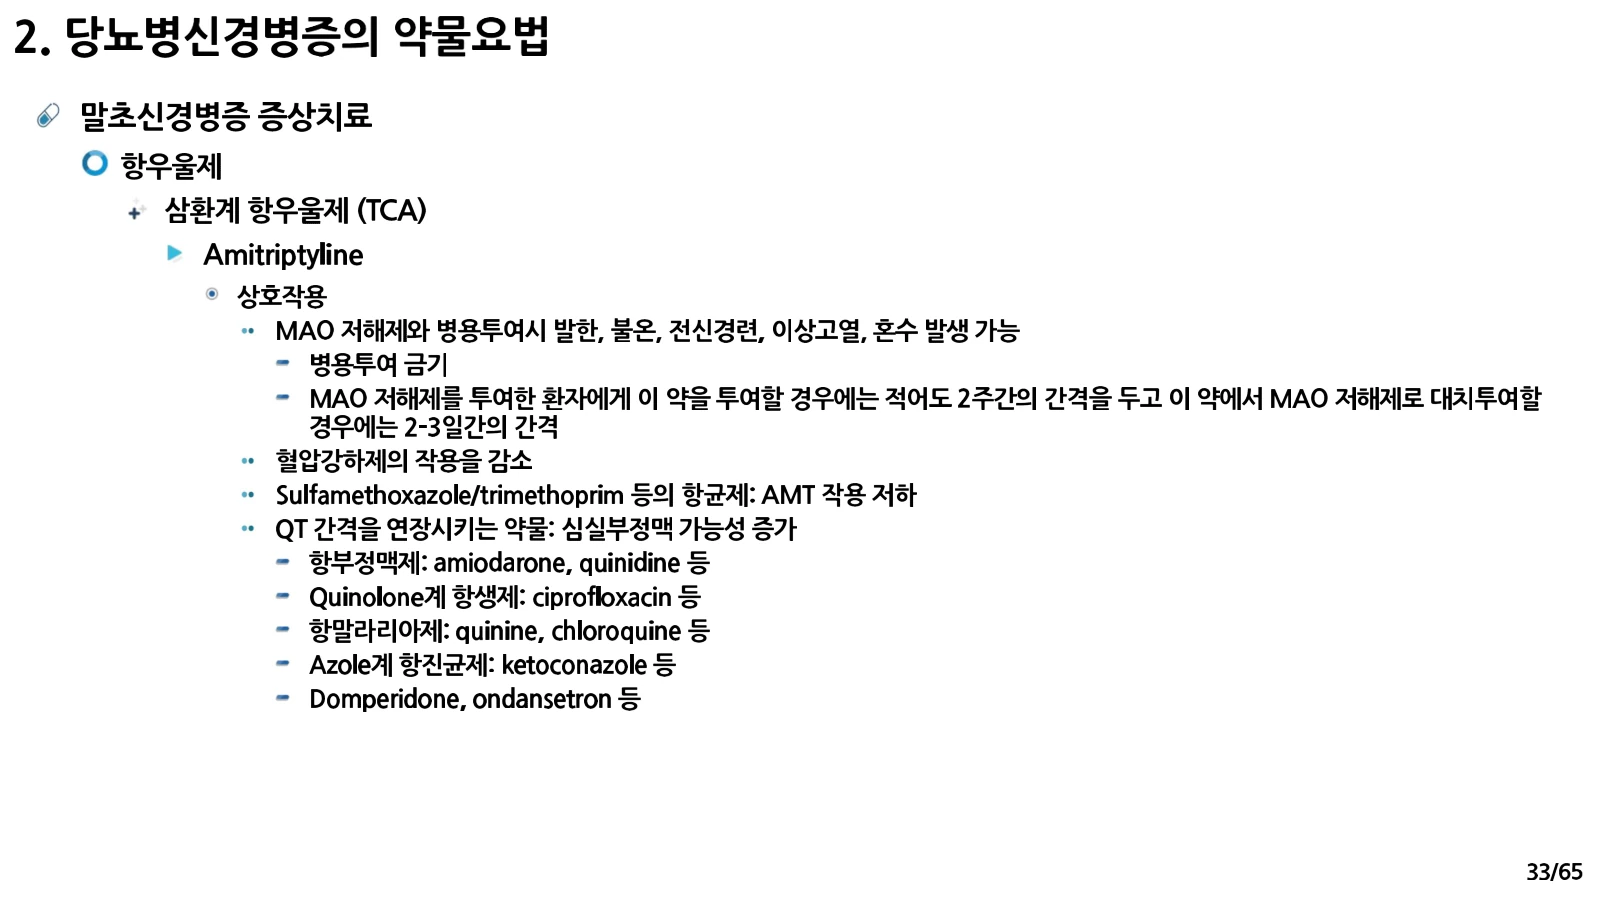 2. 당뇨병신경병증의 약물요법
말초신경병증 증상치료
항우울제
삼환계 항우울제 (TCA)
Amitriptyline
상호작용
MAO 저해제와 병용투여시 발한, 불온, 전신경련, 이상고열, 혼수 발생 가능
병용투여 금기
MAO 저해제를 투여한 환자에게 이 약을 투여할 경우에는 적어도 2주간의 간격을 두고 이 약에서 MAO 저해제로 대치투여할
경우에는 2-3일간의 간격
혈압강하제의 작용을 감소
Sulfamethoxazole/trimethoprim 등의 항균제: AMT 작용 저하
QT 간격을 연장시키는 약물: 심실부정맥 가능성 증가
항부정맥제: amiodarone, quinidine 등
Quinolone계 항생제: ciprofloxacin 등
항말라리아제: quinine, chloroquine 등
Azole계 항진균제: ketoconazole 등
Domperidone, ondansetron 등
33/65